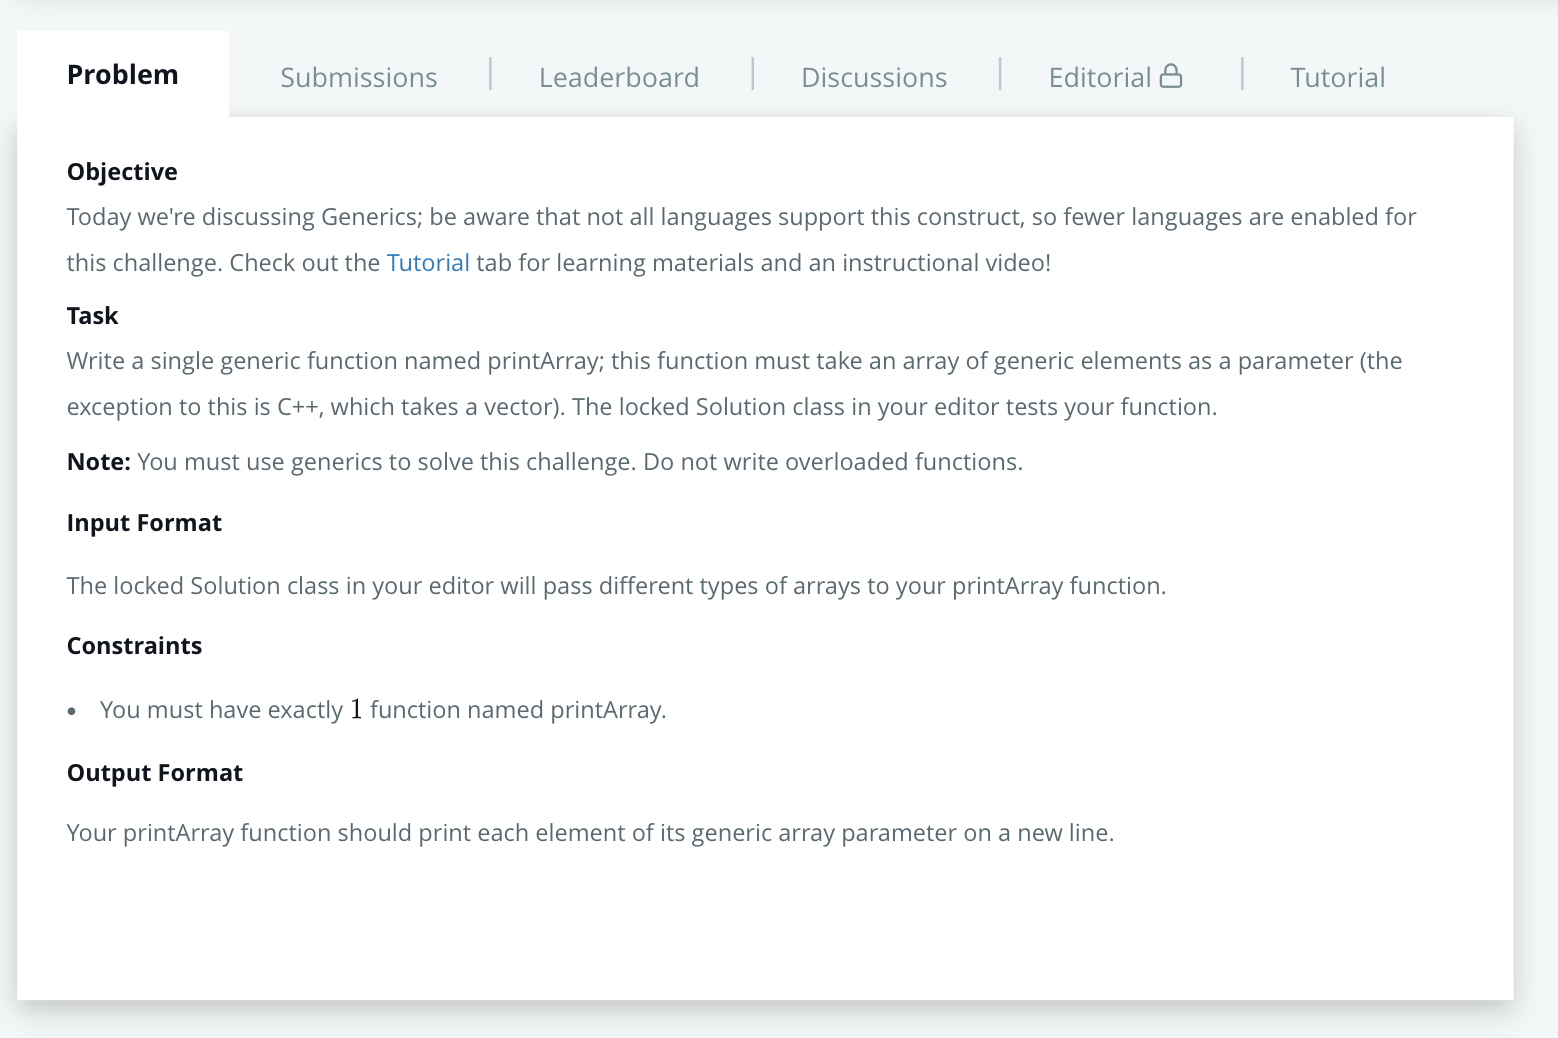 Problem
Submissions
Leaderboard
Discussions
Editorial
Tutorial
Objective
Today we're discussing Generics; be aware that not all languages support this construct, so fewer languages are enabled for
this challenge. Check out the Tutorial tab for learning materials and an instructional video!
Task
Write a single generic function named printArray; this function must take an array of generic elements as a parameter (the
exception to this is C++, which takes a vector). The locked Solution class in your editor tests your function.
Note: You must use generics to solve this challenge. Do not write overloaded functions.
Input Format
The locked Solution class in your editor will pass different types of arrays to your printArray function.
Constraints
• You must have exactly 1 function named printArray.
Output Format
Your printArray function should print each element of its generic array parameter on a new line.